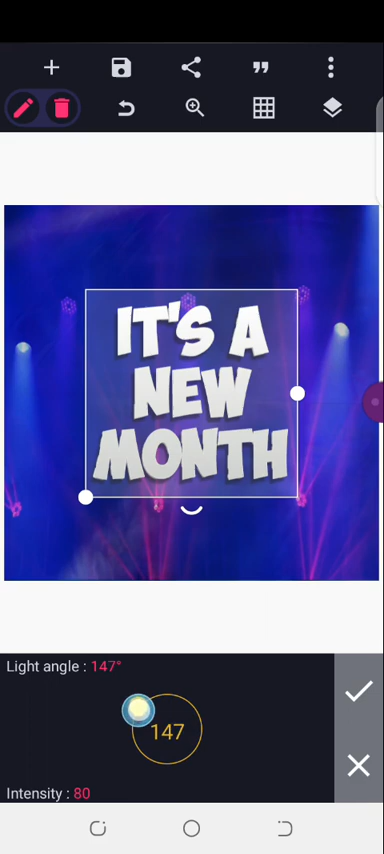 IT'S A
NEW
MONTH
Light angle : 147°
147
Intensity : 80